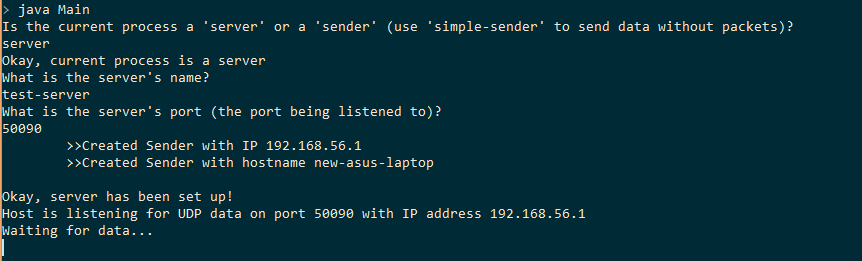 > java Main
Is the current process a 'server' or a 'sender' (use 'simple-sender' to send data without packets)?
server
Okay, current process is a server
What is the server's name?
test-server
What is the server's port (the port being listened to)?
50090
>>Created Sender with IP 192.168.56.1
>>Created Sender with hostname new-asus-laptop
Okay, server has been set up!
Host is listening for UDP data on port 50090 with IP address 192.168.56.1
Waiting for data...